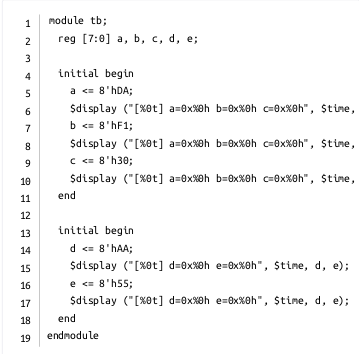 1 module tb;
2   reg [7:0] a, b, c, d, e;
3
4   initial begin
5     a <= 8'hDA;
6     $display ("[%0t] a=0x%0h b=0x%0h c=0x%0h", $time,
7     b <= 8'hF1;
8     $display ("[%0t] a=0x%0h b=0x%0h c=0x%0h", $time,
9     c <= 8'h30;
10     $display ("[%0t] a=0x%0h b=0x%0h c=0x%0h", $time,
11   end
12
13   initial begin
14     d <= 8'hAA;
15     $display ("[%0t] d=0x%0h e=0x%0h", $time, d, e);
16     e <= 8'h55;
17     $display ("[%0t] d=0x%0h e=0x%0h", $time, d, e);
18   end
19 endmodule